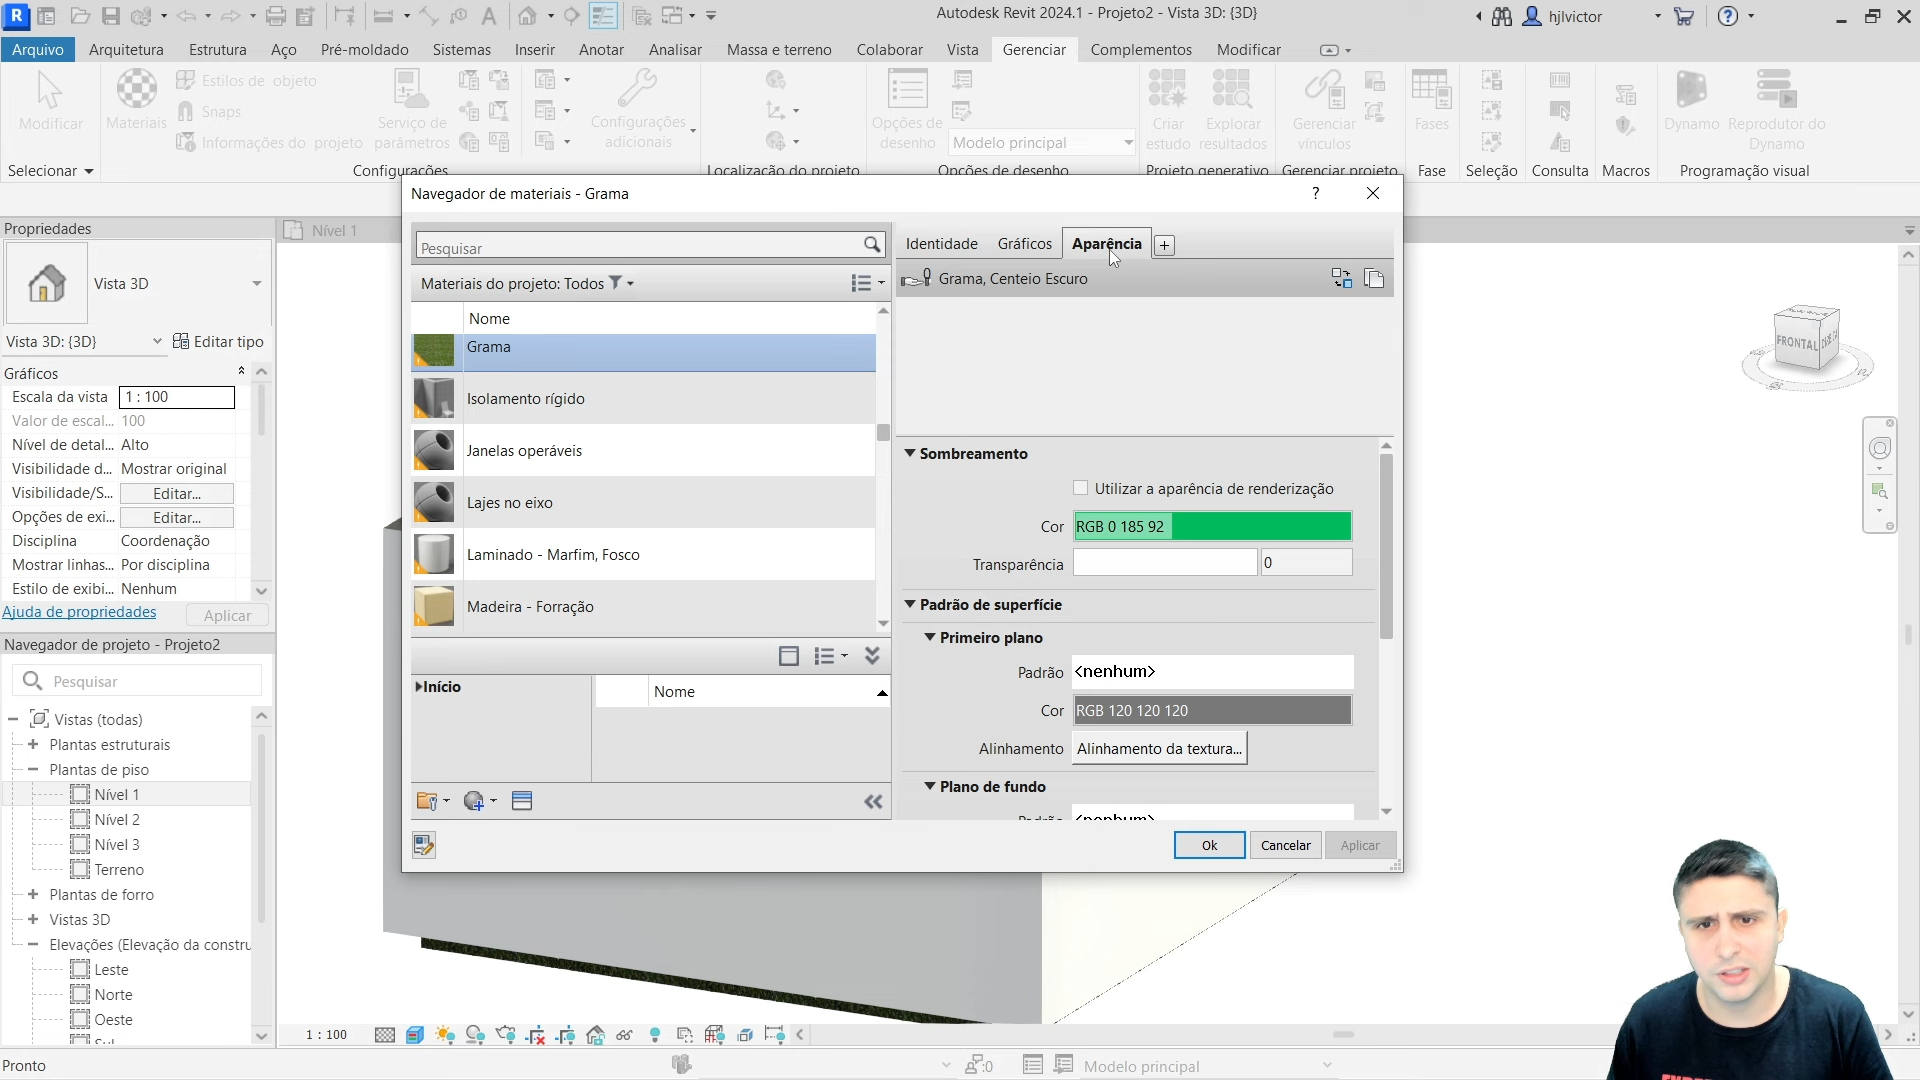 Autodesk Revit 2024.1 - Projeto2 - Vista 3D: {3D}
hjlvictor
Arquivo Arquitetura Estrutura Aço Pré-moldado Sistemas Inserir Anotar Analisar Massa e terreno Colaborar Vista Gerenciar Complementos Modificar
Modificar
Materiais
Estilos de objeto
Snaps
Informações do projeto
Serviço de parâmetros
Configurações adicionais
Opções de desenho
Modelo principal
Criar estudo
Explorar resultados
Gerenciar vínculos
Fases
Dynamo
Reprodutor do Dynamo
Selecionar
Configurações
Localização do projeto
Opções de desenho
Projeto generativo
Gerenciar projeto
Fase
Seleção
Consulta
Macros
Programação visual
Propriedades
Vista 3D
Vista 3D: {3D}
Editar tipo
Gráficos
Escala da vista 1 : 100
Valor de escal... 100
Nível de detal... Alto
Visibilidade d... Mostrar original
Visibilidade/S... Editar...
Opções de exi... Editar...
Disciplina Coordenação
Mostrar linhas... Por disciplina
Estilo de exibi... Nenhum
Ajuda de propriedades
Aplicar
Navegador de projeto - Projeto2
Pesquisar
Vistas (todas)
Plantas estruturais
Plantas de piso
Nível 1
Nível 2
Nível 3
Terreno
Plantas de forro
Vistas 3D
Elevações (Elevação da constru
Leste
Norte
Oeste
Nível 1
Navegador de materiais - Grama
?
Pesquisar
Materiais do projeto: Todos
Nome
Grama
Isolamento rígido
Janelas operáveis
Lajes no eixo
Laminado - Marfim, Fosco
Madeira - Forração
Início
Nome
Identidade Gráficos Aparência
Grama, Centeio Escuro
Sombreamento
Utilizar a aparência de renderização
Cor RGB 0 185 92
Transparência 0
Padrão de superfície
Primeiro plano
Padrão <nenhum>
Cor RGB 120 120 120
Alinhamento Alinhamento da textura...
Plano de fundo
Padrão <nenhum>
Ok Cancelar Aplicar
FRONTAL
1 : 100
Pronto
:0
Modelo principal